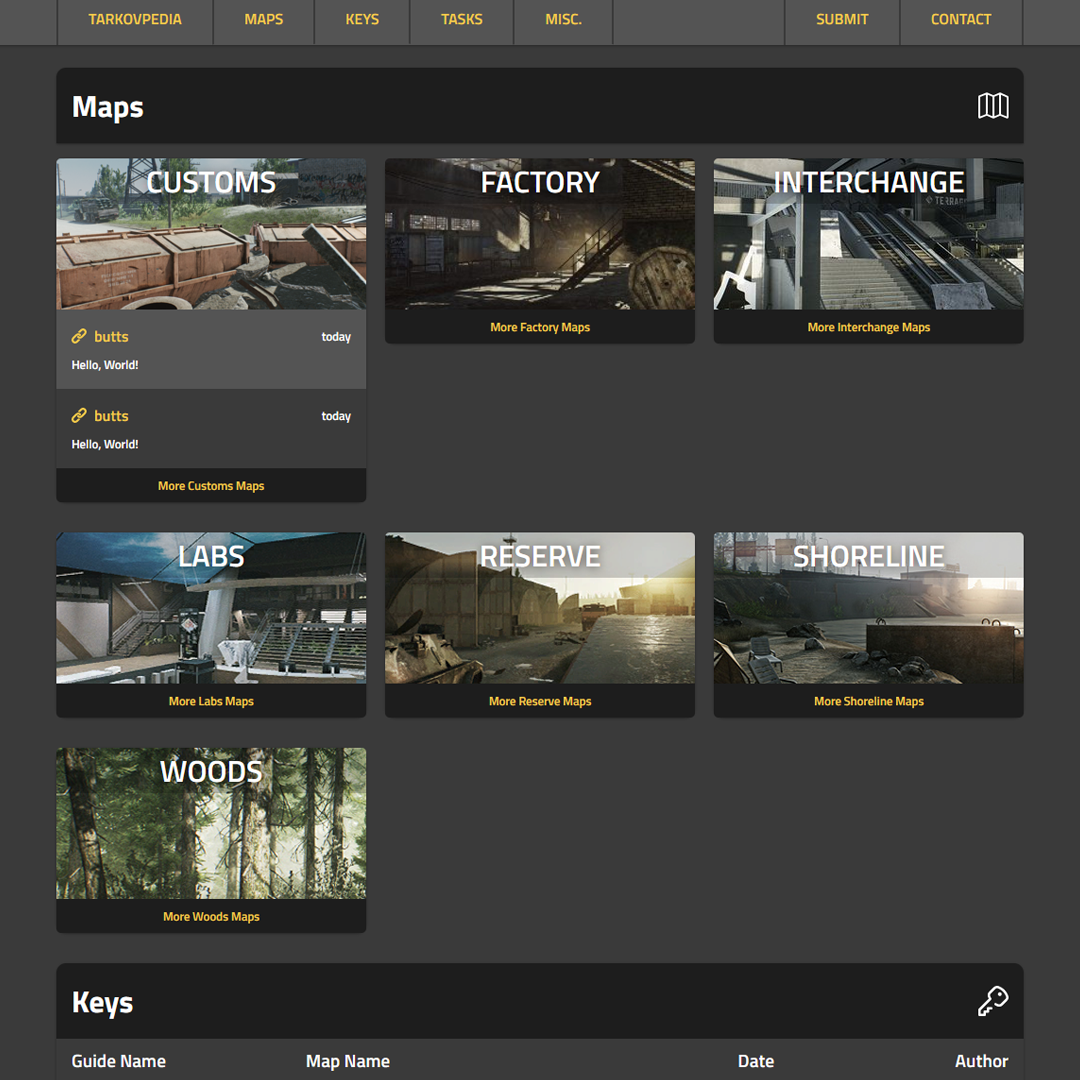 TARKOVPEDIA MAPS KEYS TASKS MISC. SUBMIT CONTACT
Maps
CUSTOMS FACTORY INTERCHANGE
butts today
Hello, World!
butts today
Hello, World!
More Customs Maps
More Factory Maps
More Interchange Maps
LABS RESERVE SHORELINE
More Labs Maps More Reserve Maps More Shoreline Maps
WOODS
More Woods Maps
Keys
Guide Name Map Name Date Author